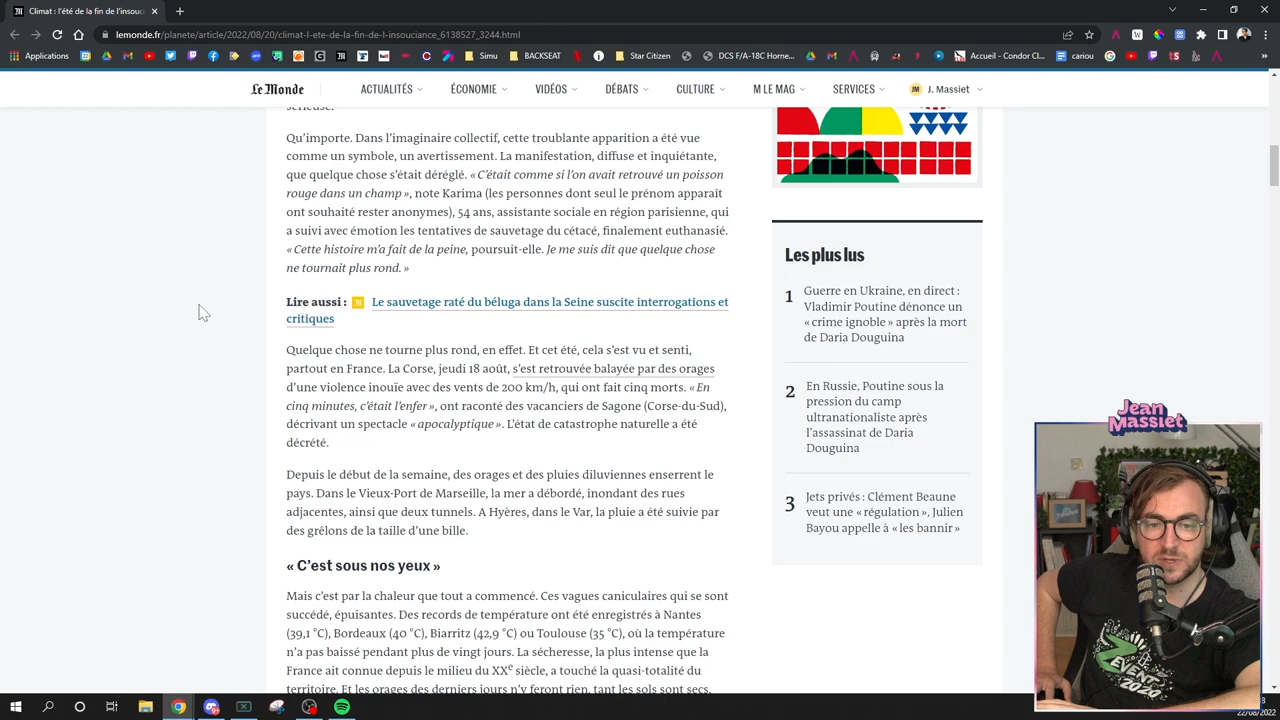 Climat : l'été de la fin de l'insouc
lemonde.fr/planete/article/2022/08/20/climat-l-ete-de-la-fin-de-l-insouciance_6138527_3244.html
Applications
Simu
BACKSEAT
Star Citizen
DCS F/A-18C Horne...
Accueil - Condor Cl...
cariou
Le Monde
ACTUALITÉS
ÉCONOMIE
VIDÉOS
DÉBATS
CULTURE
M LE MAG
SERVICES
JM
J. Massiet
sérieuse.
Qu'importe. Dans l'imaginaire collectif, cette troublante apparition a été vue
comme un symbole, un avertissement. La manifestation, diffuse et inquiétante,
que quelque chose s'était déréglé. « C'était comme si l'on avait retrouvé un poisson
rouge dans un champ », note Karima (les personnes dont seul le prénom apparaît
ont souhaité rester anonymes), 54 ans, assistante sociale en région parisienne, qui
a suivi avec émotion les tentatives de sauvetage du cétacé, finalement euthanasié.
« Cette histoire m'a fait de la peine, poursuit-elle. Je me suis dit que quelque chose
ne tournait plus rond. »
Lire aussi : Le sauvetage raté du béluga dans la Seine suscite interrogations et
critiques
Quelque chose ne tourne plus rond, en effet. Et cet été, cela s'est vu et senti,
partout en France. La Corse, jeudi 18 août, s'est retrouvée balayée par des orages
d'une violence inouïe avec des vents de 200 km/h, qui ont fait cinq morts. « En
cinq minutes, c'était l'enfer », ont raconté des vacanciers de Sagone (Corse-du-Sud),
décrivant un spectacle « apocalyptique ». L'état de catastrophe naturelle a été
décrété.
Depuis le début de la semaine, des orages et des pluies diluviennes enserrent le
pays. Dans le Vieux-Port de Marseille, la mer a débordé, inondant des rues
adjacentes, ainsi que deux tunnels. A Hyères, dans le Var, la pluie a été suivie par
des grêlons de la taille d'une bille.
« C'est sous nos yeux »
Mais c'est par la chaleur que tout a commencé. Ces vagues caniculaires qui se sont
succédé, épuisantes. Des records de température ont été enregistrés à Nantes
(39,1 °C), Bordeaux (40 °C), Biarritz (42,9 °C) ou Toulouse (35 °C), où la température
n'a pas baissé pendant plus de vingt jours. La sécheresse, la plus intense que la
France ait connue depuis le milieu du XXe siècle, a touché la quasi-totalité du
territoire. Et les orages des derniers jours n'y feront rien, tant les sols sont secs,
Les plus lus
1 Guerre en Ukraine, en direct :
Vladimir Poutine dénonce un
« crime ignoble » après la mort
de Daria Douguina
2 En Russie, Poutine sous la
pression du camp
ultranationaliste après
l'assassinat de Daria
Douguina
3 Jets privés : Clément Beaune
veut une « régulation », Julien
Bayou appelle à « les bannir »
Jean
Massiet
Z EVENT
2020
22/08/2022